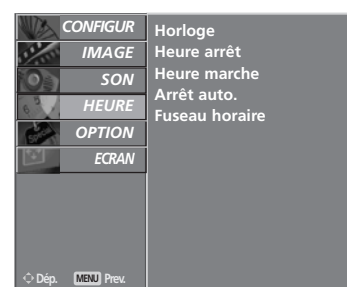 CONFIGUR
IMAGE
SON
HEURE
OPTION
ECRAN
Horloge
Heure arrêt
Heure marche
Arrêt auto.
Fuseau horaire
Dép. MENU Prev.